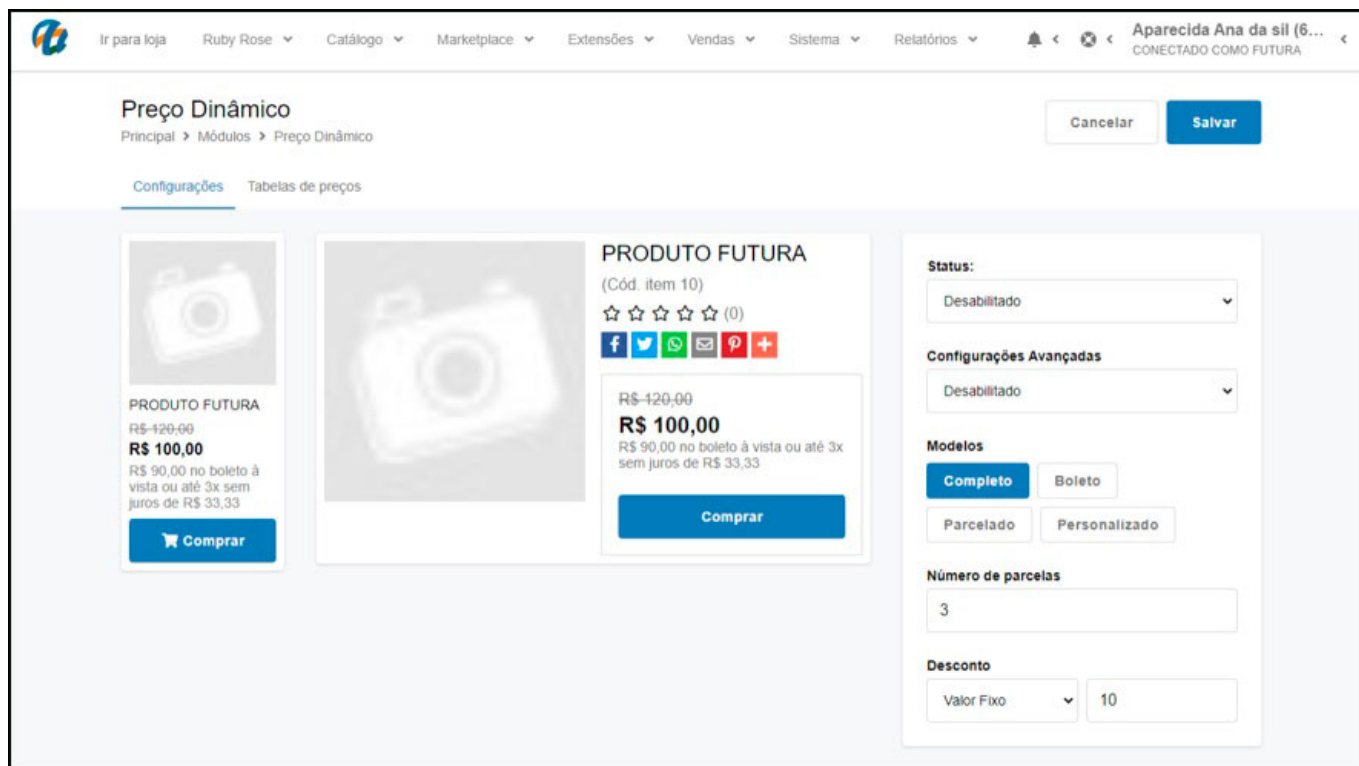 Ir para loja Ruby Rose Catálogo Marketplace Extensões Vendas Sistema Relatórios Aparecida Ana da sil (6...
CONECTADO COMO FUTURA
Preço Dinâmico
Principal > Módulos > Preço Dinâmico
Cancelar Salvar
Configurações Tabelas de preços
PRODUTO FUTURA
R$ 120,00
R$ 100,00
R$ 90,00 no boleto à
vista ou até 3x sem
juros de R$ 33,33
Comprar
PRODUTO FUTURA
(Cód. item 10)
(0)
R$ 120,00
R$ 100,00
R$ 90,00 no boleto à vista ou até 3x
sem juros de R$ 33,33
Comprar
Status:
Desabilitado
Configurações Avançadas
Desabilitado
Modelos
Completo Boleto
Parcelado Personalizado
Número de parcelas
3
Desconto
Valor Fixo 10